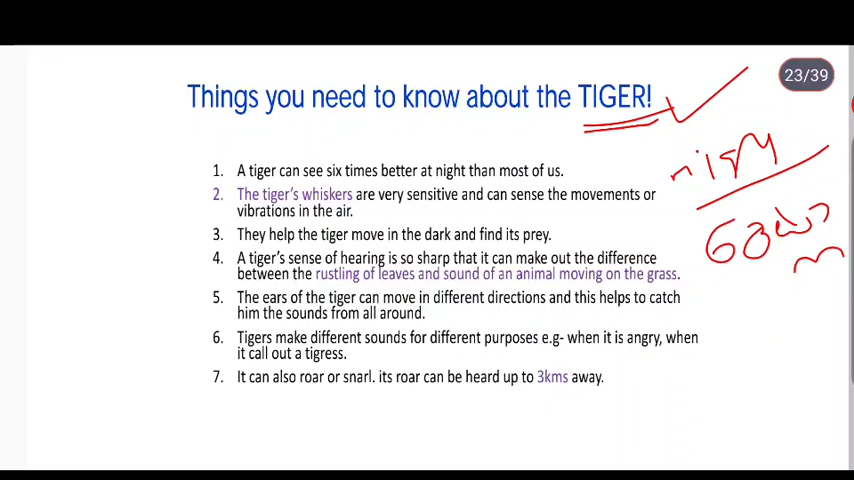 23/39
Things you need to know about the TIGER!
1. A tiger can see six times better at night than most of us.
2. The tiger's whiskers are very sensitive and can sense the movements or
vibrations in the air.
3. They help the tiger move in the dark and find its prey.
4. A tiger's sense of hearing is so sharp that it can make out the difference
between the rustling of leaves and sound of an animal moving on the grass.
5. The ears of the tiger can move in different directions and this helps to catch
him the sounds from all around.
6. Tigers make different sounds for different purposes e.g- when it is angry, when
it call out a tigress.
7. It can also roar or snarl. its roar can be heard up to 3kms away.